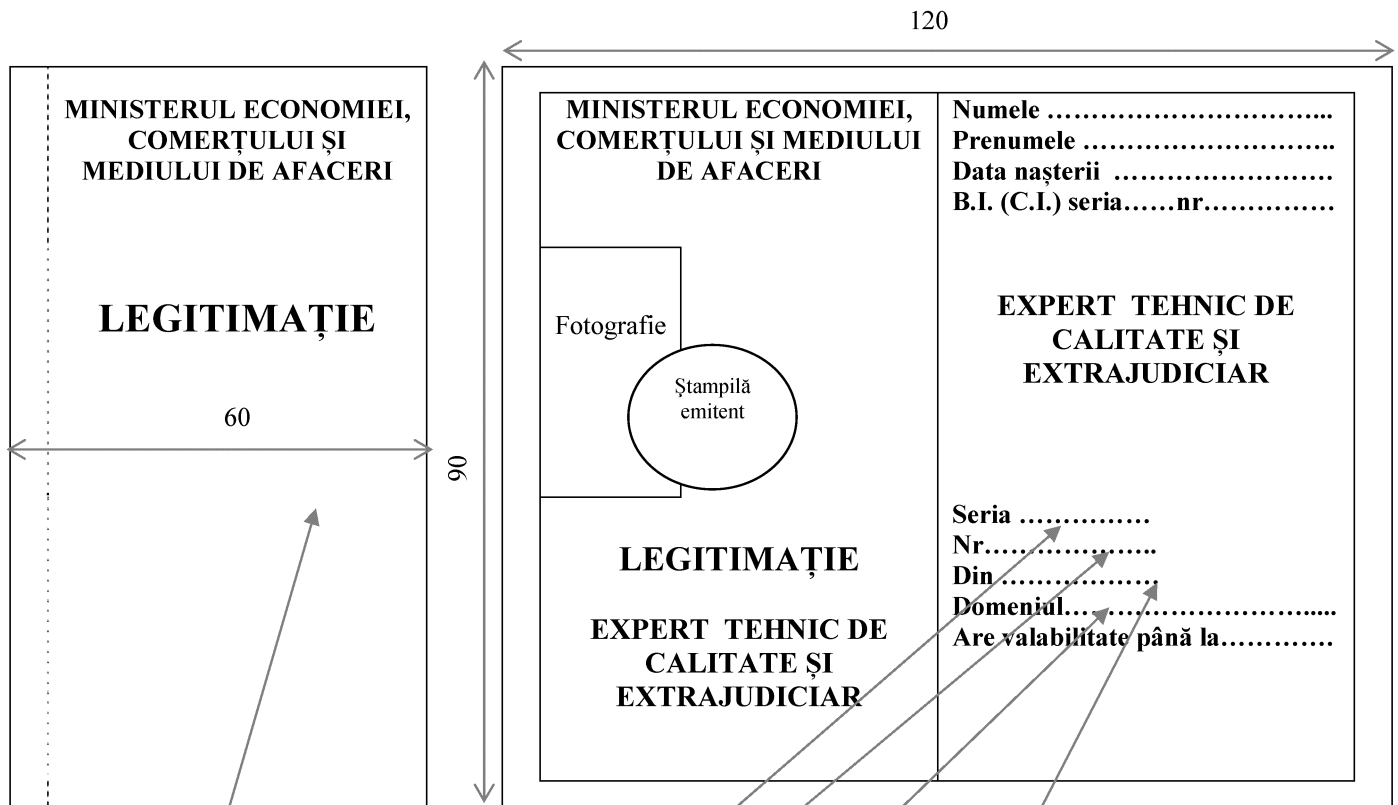 120
MINISTERUL ECONOMIEI,
COMERȚULUI ȘI
MEDIULUI DE AFACERI
LEGITIMAȚIE
60
90
MINISTERUL ECONOMIEI,
COMERȚULUI ȘI MEDIULUI
DE AFACERI
Fotografie
Ștampilă
emitent
LEGITIMAȚIE
EXPERT TEHNIC DE
CALITATE ȘI
EXTRAJUDICIAR
Numele …………………………...
Prenumele ………………………..
Data nașterii …………………….
B.I. (C.I.) seria……nr……………
EXPERT TEHNIC DE
CALITATE ȘI
EXTRAJUDICIAR
Seria ……………
Nr………………..
Din ………………
Domeniul……………………….....
Are valabilitate până la………….